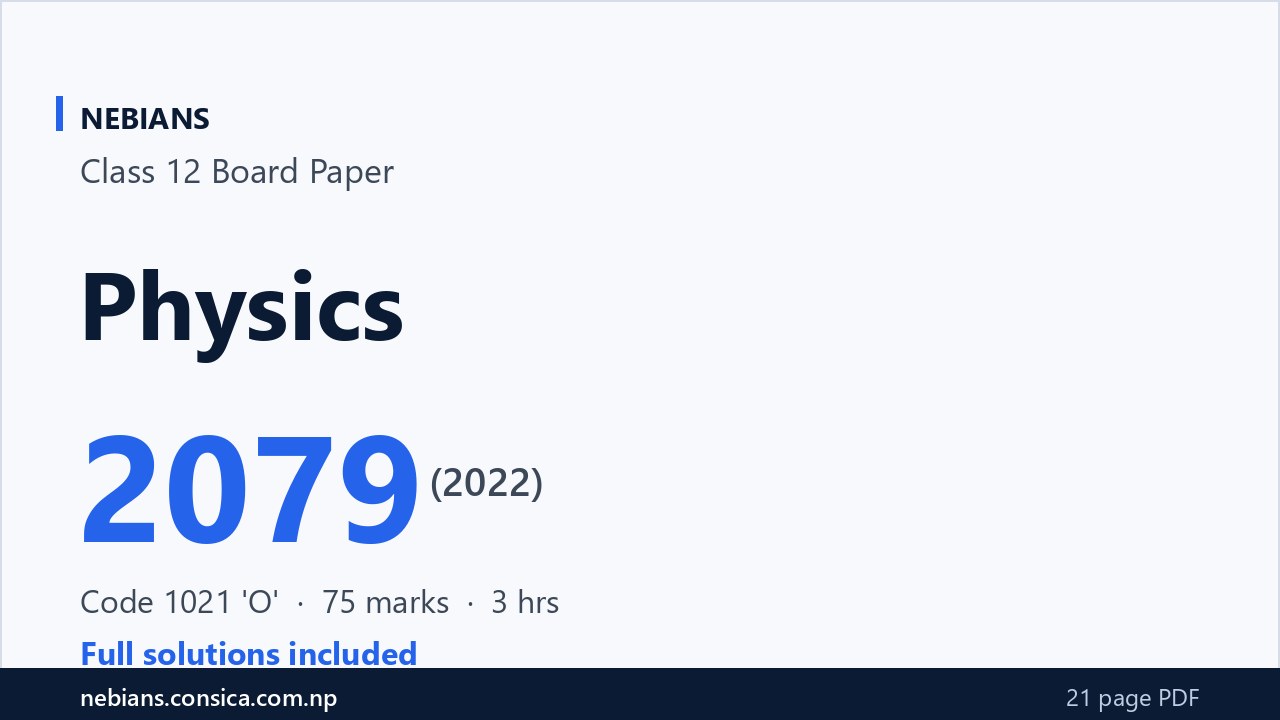 NEBIANS
Class 12 Board Paper
Physics
2079 (2022)
Code 1021 'O' · 75 marks · 3 hrs
Full solutions included
nebians.consica.com.np 21 page PDF